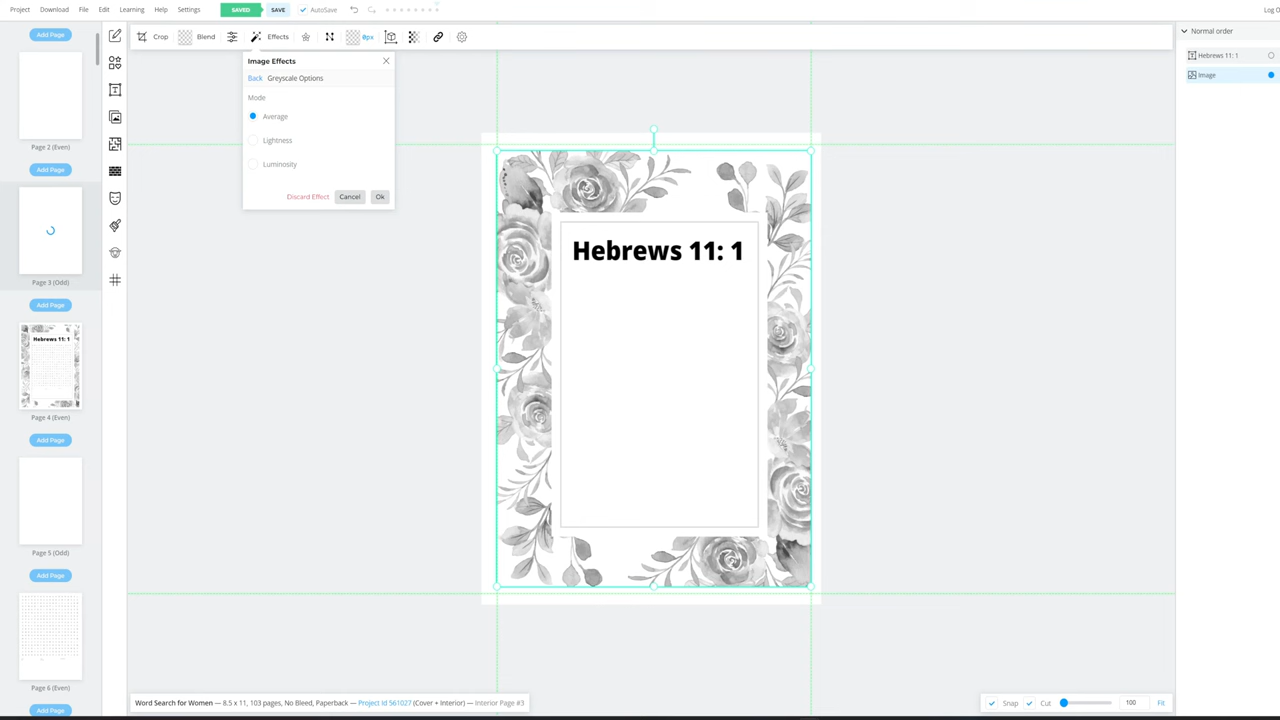 Project Download File Edit Learning Help Settings SAVED SAVE AutoSave Log O
Crop Blend Effects 0px
Add Page
Page 2 (Even)
Add Page
Page 3 (Odd)
Add Page
Hebrews 11: 1
Page 4 (Even)
Add Page
Page 5 (Odd)
Add Page
Page 6 (Even)
Add Page
Image Effects
Back Greyscale Options
Mode
Average
Lightness
Luminosity
Discard Effect Cancel Ok
Hebrews 11: 1
Normal order
Hebrews 11: 1
Image
Word Search for Women — 8.5 x 11, 103 pages, No Bleed, Paperback — Project Id 561027 (Cover + Interior) — Interior Page #3
Snap Cut 100 Fit